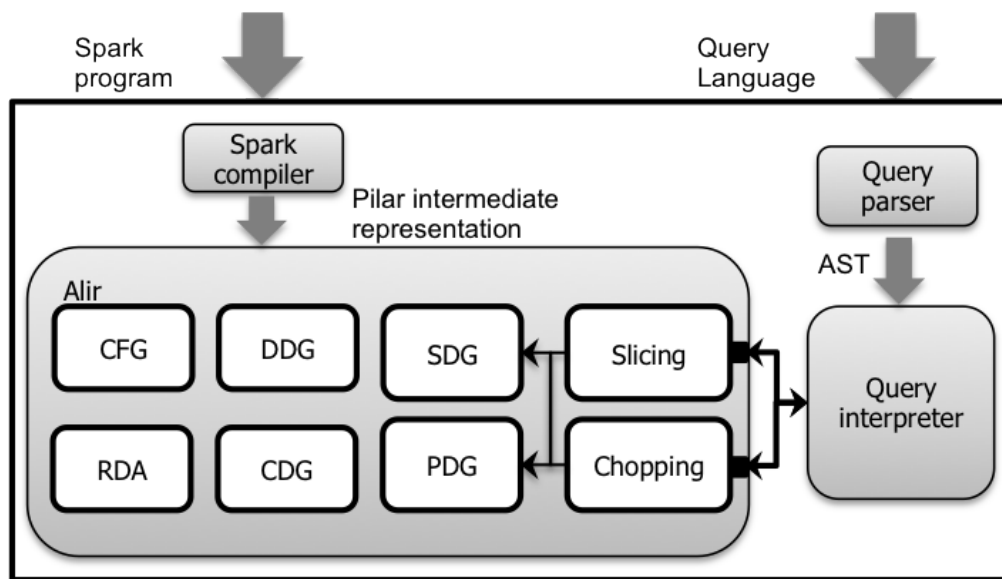 Spark
program
Query
Language
Spark
compiler
Query
parser
Pilar intermediate
representation
AST
Alir
CFG
DDG
SDG
Slicing
Query
interpreter
RDA
CDG
PDG
Chopping